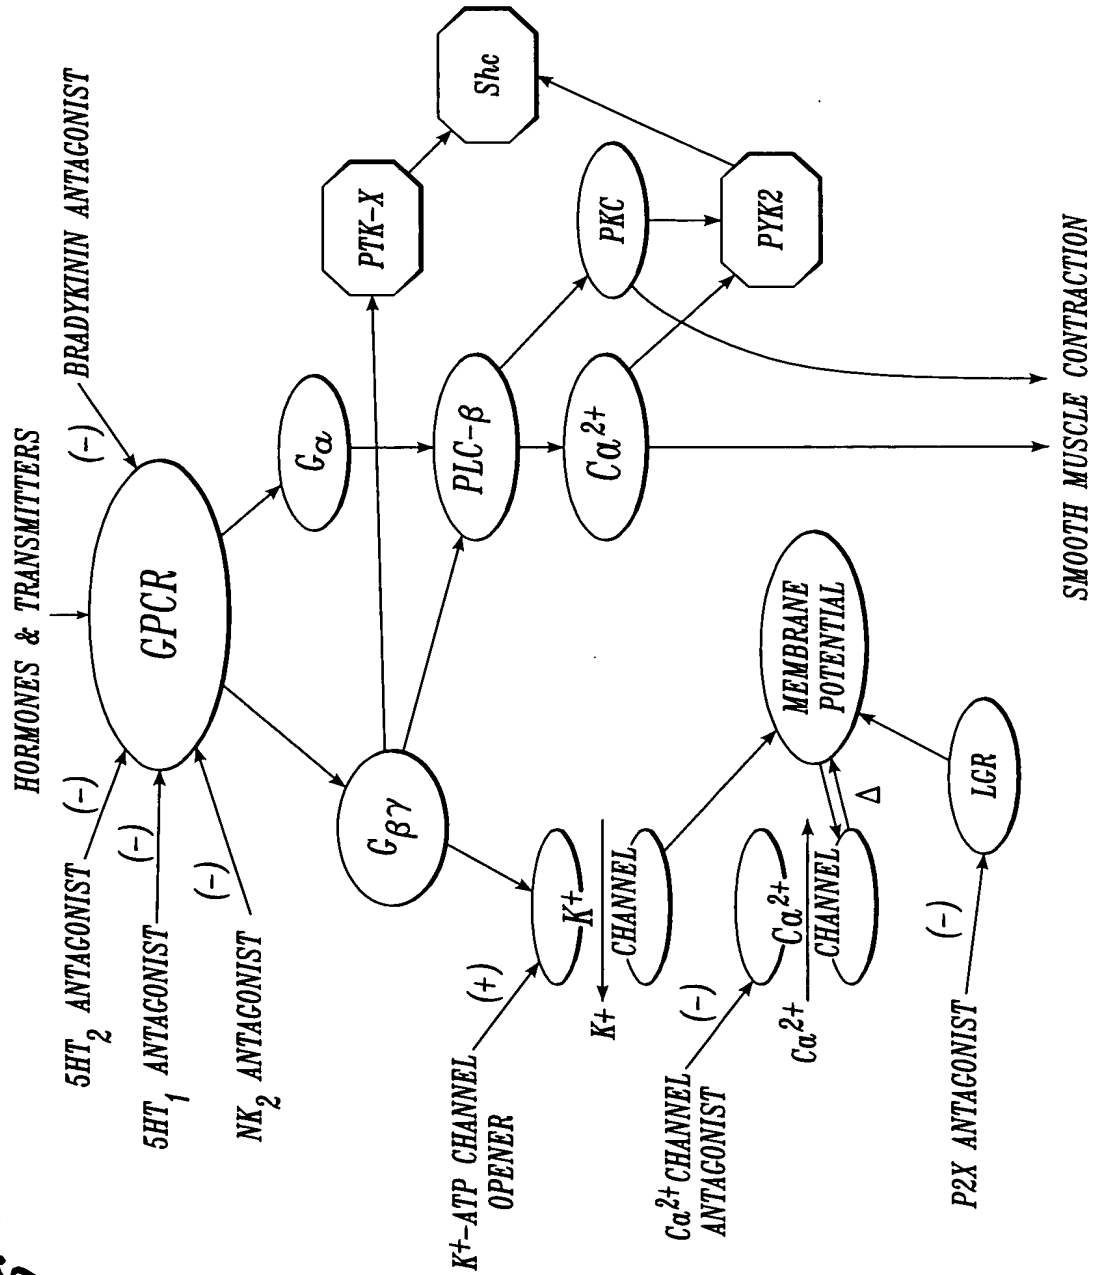 HORMONES & TRANSMITTERS
BRADYKININ ANTAGONIST
(-)
5HT2 ANTAGONIST
(-)
5HT1 ANTAGONIST
(-)
NK2 ANTAGONIST
(-)
GPCR
Gα
Gβγ
PTK-X
Shc
PLC-β
PKC
Ca2+
PYK2
K+-ATP CHANNEL
OPENER
(+)
K+
CHANNEL
K+
Ca2+CHANNEL
ANTAGONIST
(-)
Ca2+
Ca2+
CHANNEL
Δ
MEMBRANE
POTENTIAL
LGR
P2X ANTAGONIST
(-)
SMOOTH MUSCLE CONTRACTION